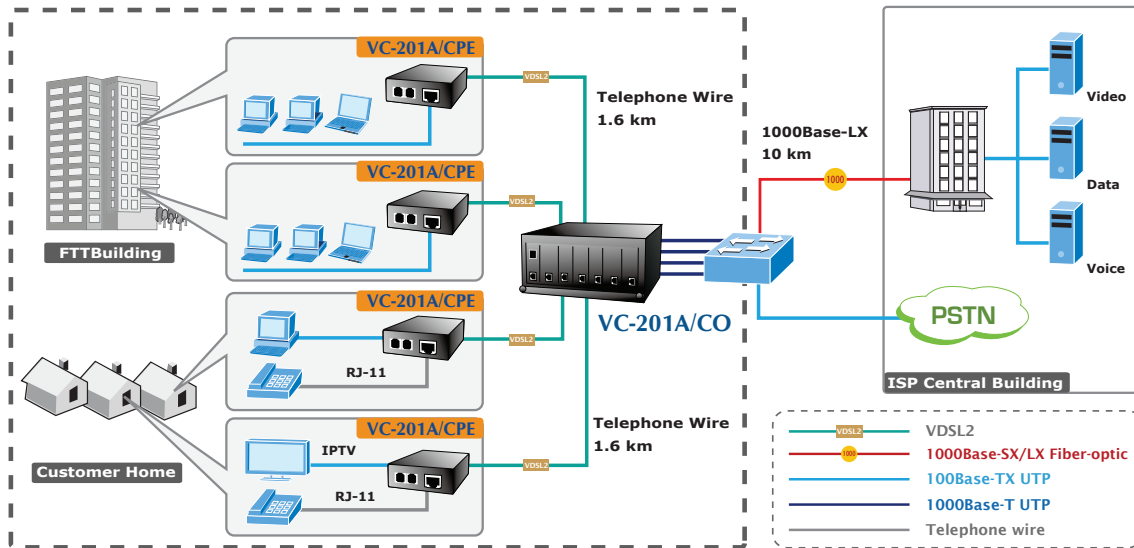 VC-201A/CPE
VDSL2
Telephone Wire
1.6 km
VC-201A/CPE
VDSL2
FTTBuilding
VC-201A/CPE
VDSL2
RJ-11
VC-201A/CO
Customer Home
VC-201A/CPE
IPTV
VDSL2
RJ-11
Telephone Wire
1.6 km
1000Base-LX
10 km
1000
Video
Data
Voice
PSTN
ISP Central Building
VDSL2 VDSL2
1000 1000Base-SX/LX Fiber-optic
100Base-TX UTP
1000Base-T UTP
Telephone wire